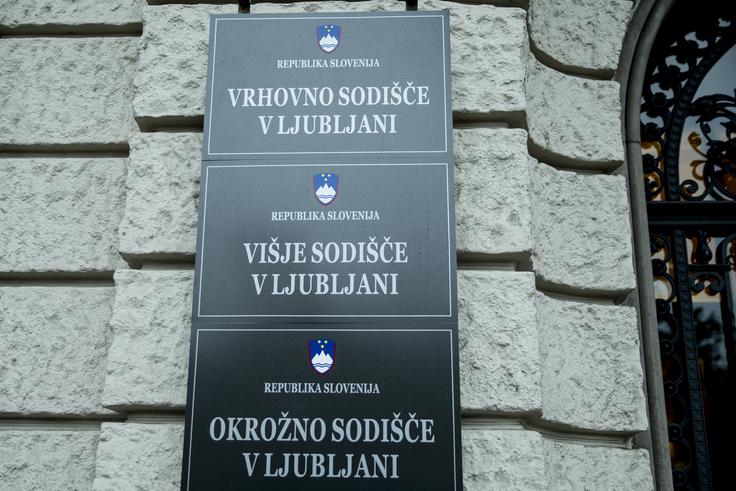 REPUBLIKA SLOVENIJA
VRHOVNO SODIŠČE
V LJUBLJANI
REPUBLIKA SLOVENIJA
VIŠJE SODIŠČE
V LJUBLJANI
REPUBLIKA SLOVENIJA
OKROŽNO SODIŠČE
V LJUBLJANI